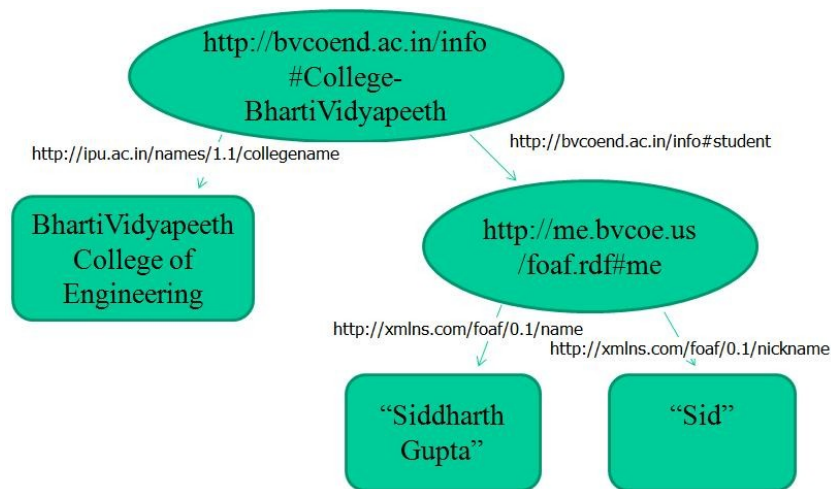 http://bvcoend.ac.in/info
#College-
BhartiVidyapeeth
http://ipu.ac.in/names/1.1/collegename
http://bvcoend.ac.in/info#student
BhartiVidyapeeth
College of
Engineering
http://me.bvcoe.us
/foaf.rdf#me
http://xmlns.com/foaf/0.1/name
http://xmlns.com/foaf/0.1/nickname
“Siddharth
Gupta”
“Sid”